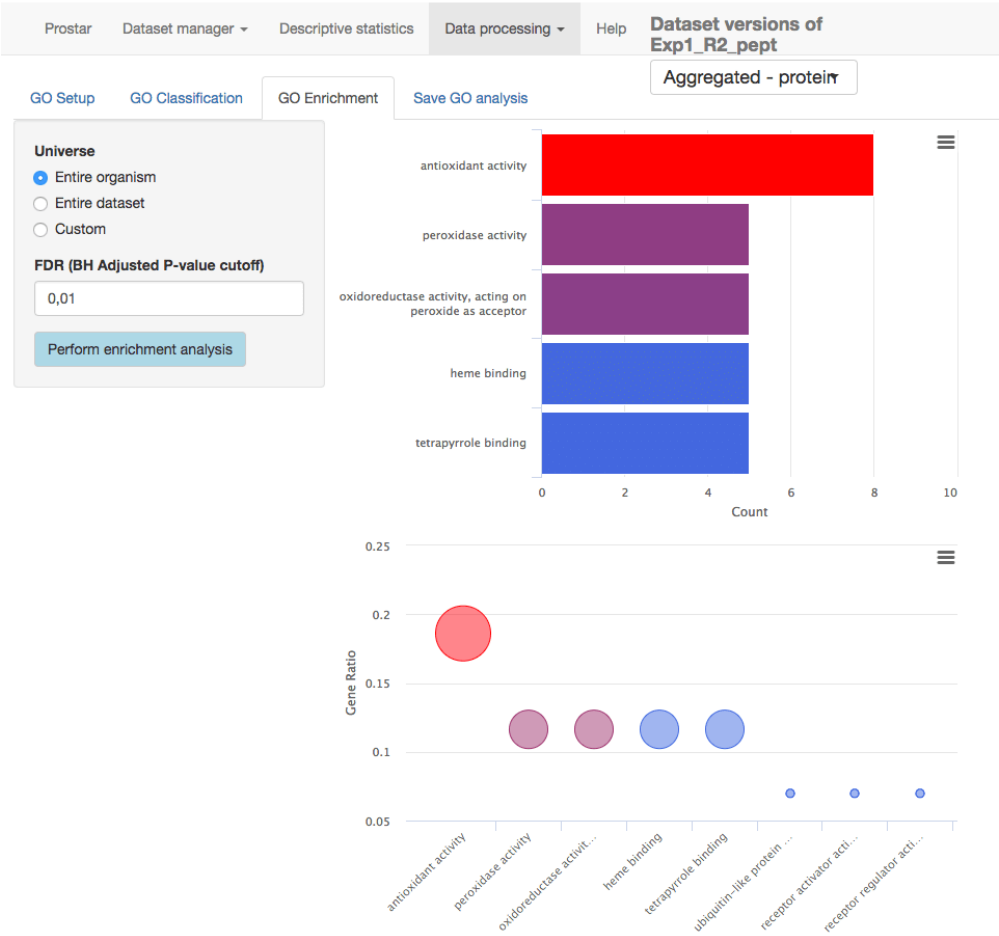 Prostar Dataset manager Descriptive statistics Data processing Help Dataset versions of
Exp1_R2_pept
Aggregated - protein
GO Setup GO Classification GO Enrichment Save GO analysis
Universe
Entire organism
Entire dataset
Custom
FDR (BH Adjusted P-value cutoff)
0,01
Perform enrichment analysis
antioxidant activity
peroxidase activity
oxidoreductase activity, acting on
peroxide as acceptor
heme binding
tetrapyrrole binding
0 2 4 6 8 10
Count
0.25
0.2
0.15
0.1
0.05
Gene Ratio
antioxidant activity
peroxidase activity
oxidoreductase activit...
heme binding
tetrapyrrole binding
ubiquitin-like protein ...
receptor activator acti...
receptor regulator acti...